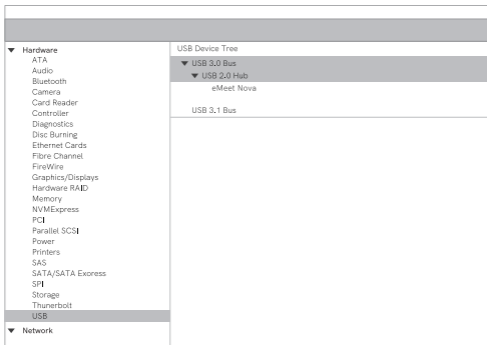 Hardware
ATA
Audio
Bluetooth
Camera
Card Reader
Controller
Diagnostics
Disc Burning
Ethernet Cards
Fibre Channel
FireWire
Graphics/Displays
Hardware RAID
Memory
NVMExpress
PCI
Parallel SCSI
Power
Printers
SAS
SATA/SATA Exoress
SPI
Storage
Thunerbolt
USB
Network
USB Device Tree
USB 3.0 Bus
USB 2.0 Hub
eMeet Nova
USB 3.1 Bus